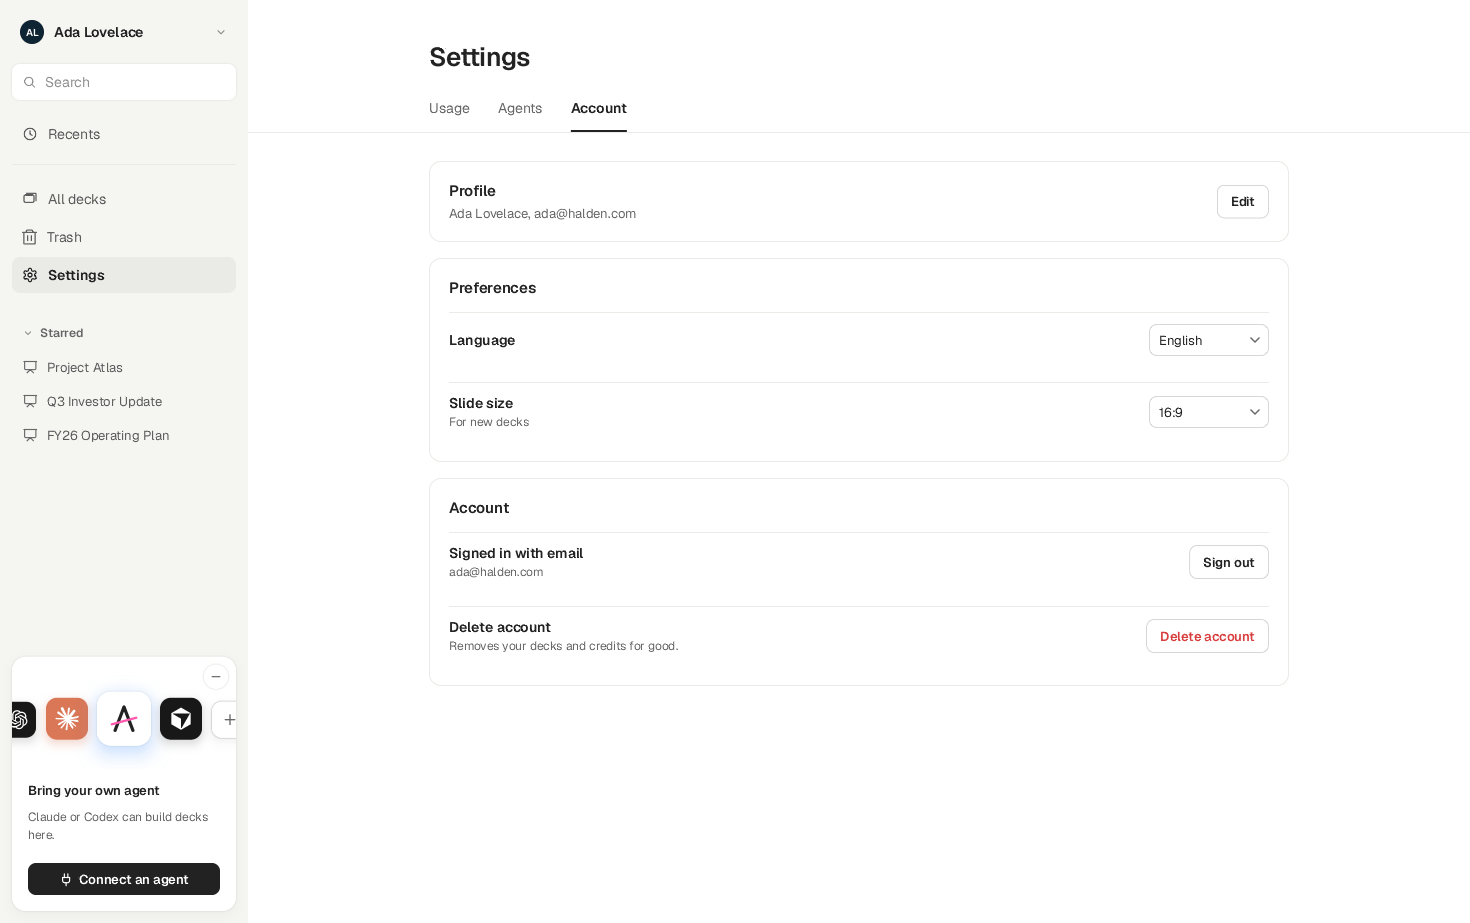 AL Ada Lovelace
Search
Recents
All decks
Trash
Settings
Starred
Project Atlas
Q3 Investor Update
FY26 Operating Plan
Bring your own agent
Claude or Codex can build decks
here.
Connect an agent
Settings
Usage Agents Account
Profile
Ada Lovelace, ada@halden.com
Edit
Preferences
Language
English
Slide size
For new decks
16:9
Account
Signed in with email
ada@halden.com
Sign out
Delete account
Removes your decks and credits for good.
Delete account